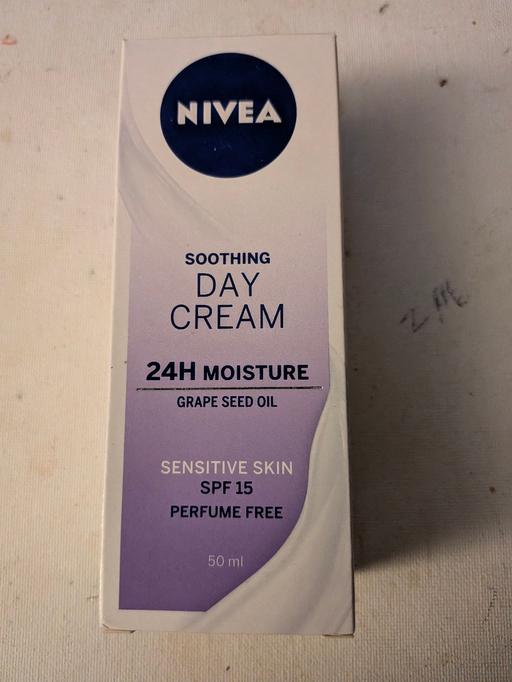 NIVEA
SOOTHING
DAY
CREAM
24H MOISTURE
GRAPE SEED OIL
SENSITIVE SKIN
SPF 15
PERFUME FREE
50 ml